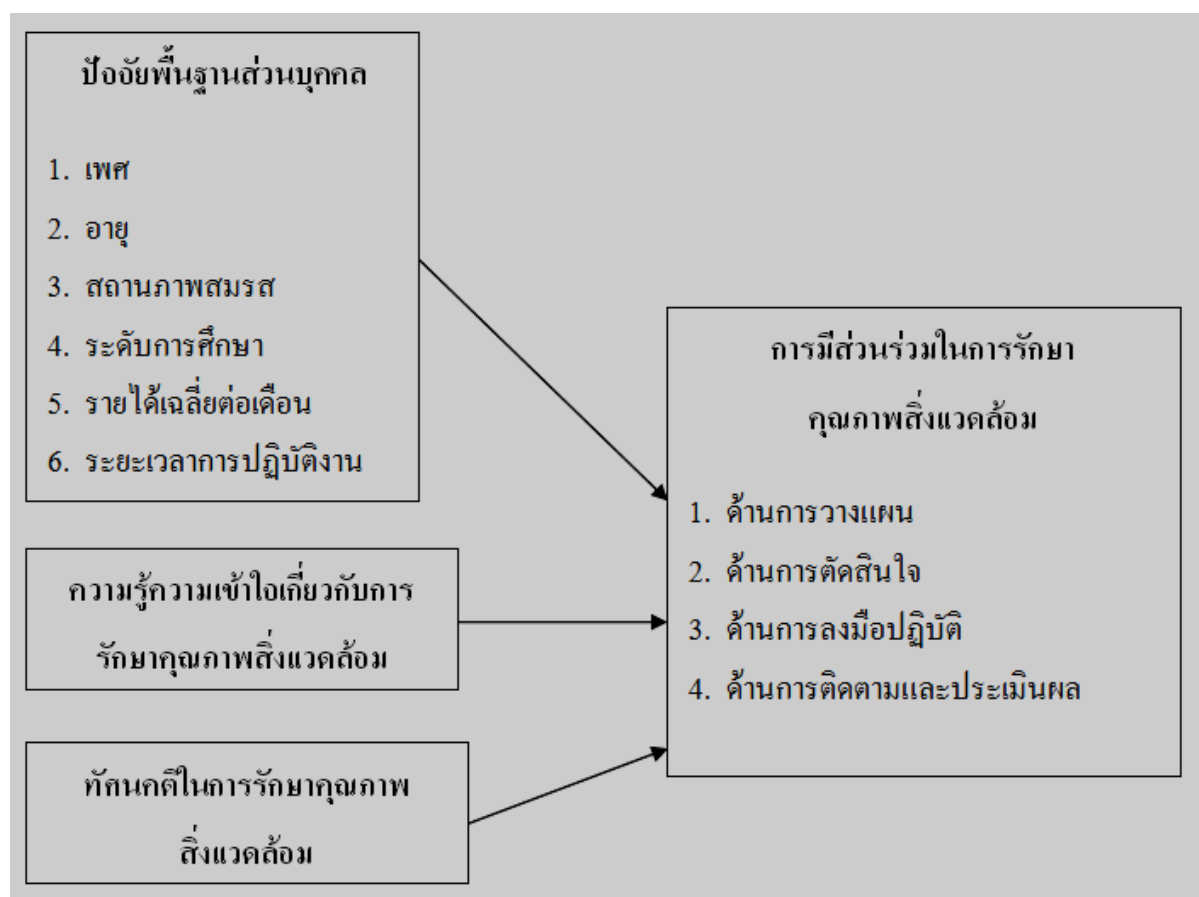 ปัจจัยพื้นฐานส่วนบุคคล
1. เพศ
2. อายุ
3. สถานภาพสมรส
4. ระดับการศึกษา
5. รายได้เฉลี่ยต่อเดือน
6. ระยะเวลาการปฏิบัติงาน
ความรู้ความเข้าใจเกี่ยวกับการ
รักษาคุณภาพสิ่งแวดล้อม
ทัศนคติในการรักษาคุณภาพ
สิ่งแวดล้อม
การมีส่วนร่วมในการรักษา
คุณภาพสิ่งแวดล้อม
1. ด้านการวางแผน
2. ด้านการตัดสินใจ
3. ด้านการลงมือปฏิบัติ
4. ด้านการติดตามและประเมินผล